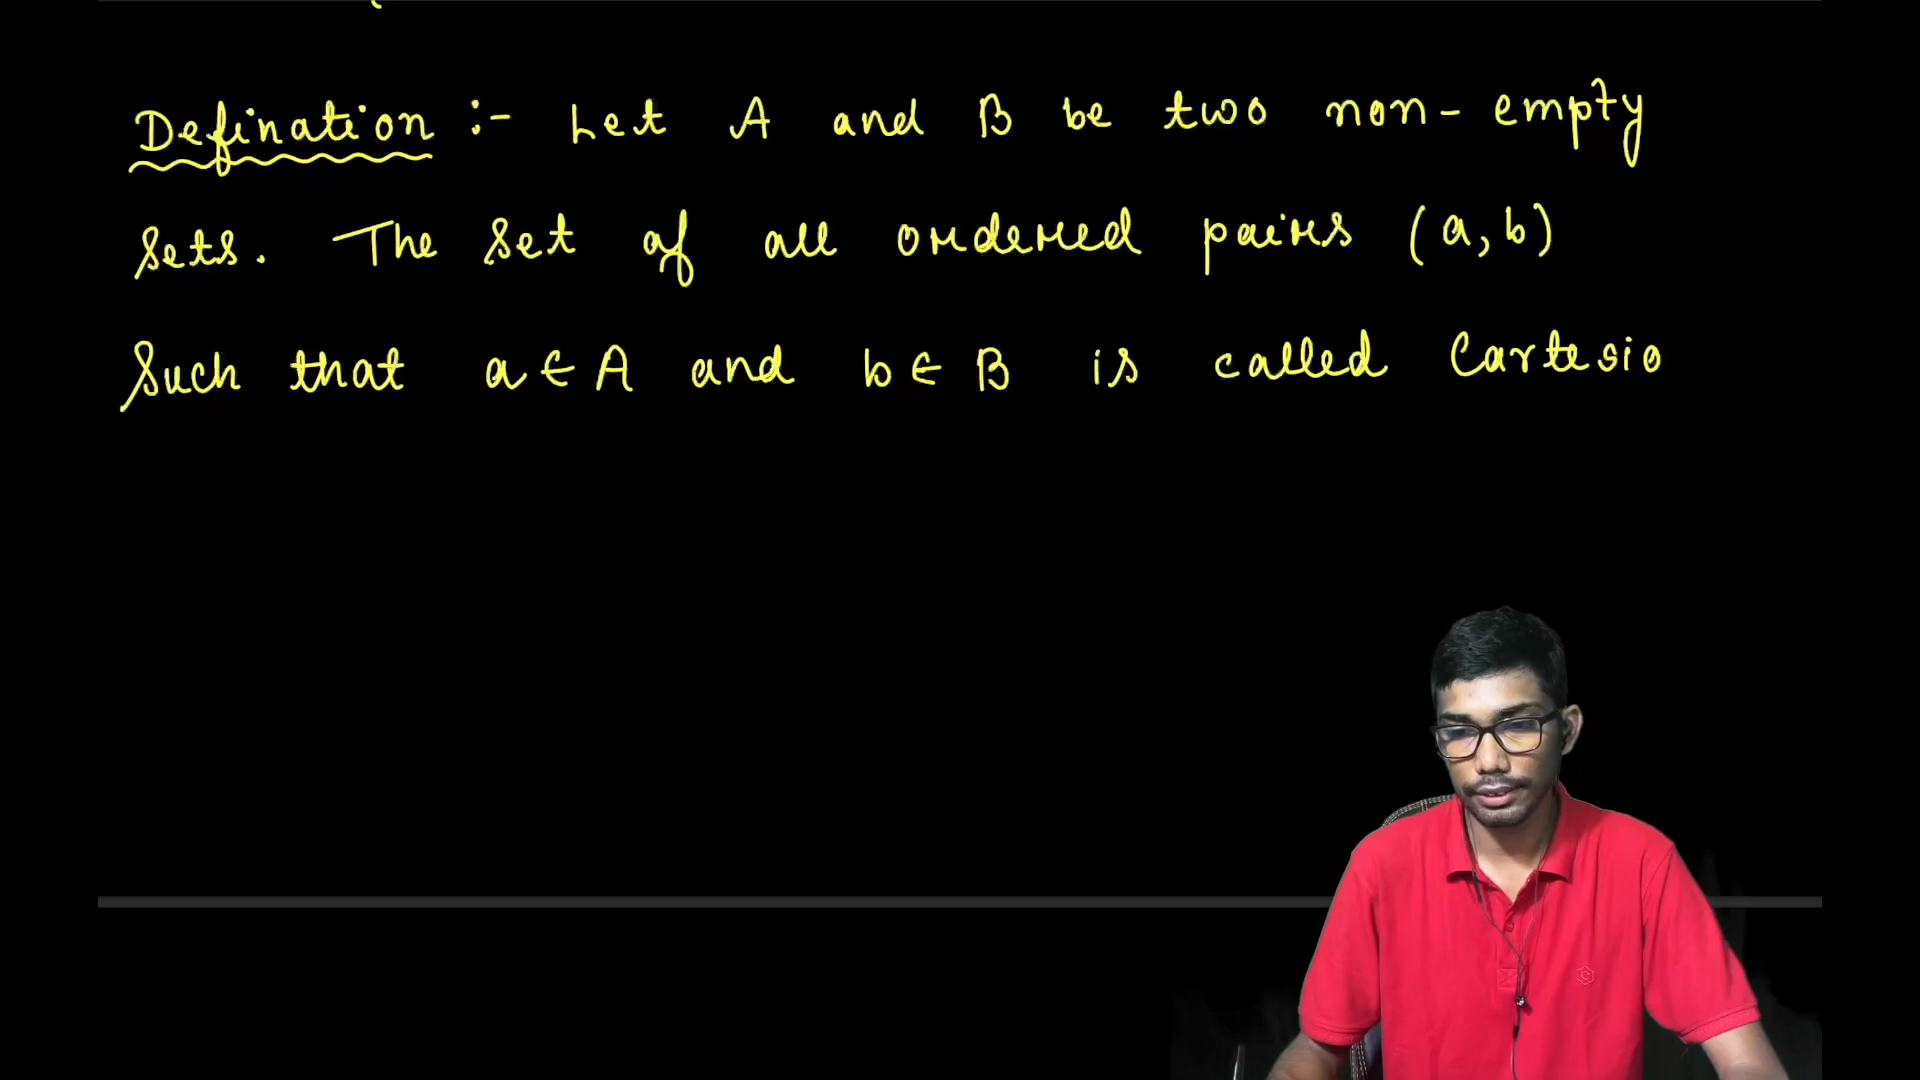 Defination :- Let A and B be two non-empty
sets. The set of all ordered pairs (a, b)
Such that a ∈ A and b ∈ B is called Cartesio